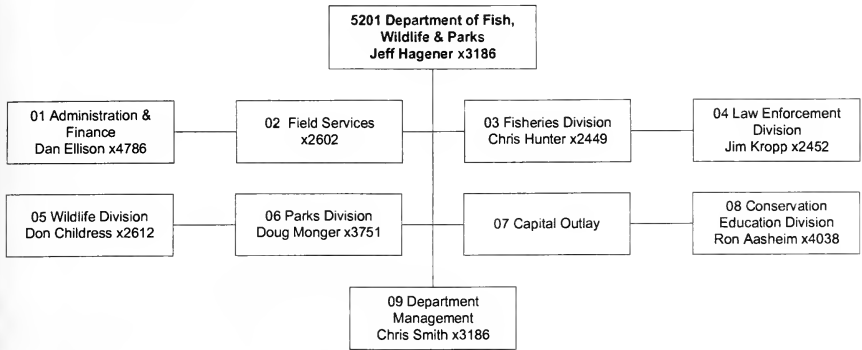 5201 Department of Fish,
Wildlife & Parks
Jeff Hagener x3186
01 Administration &
Finance
Dan Ellison x4786
02 Field Services
x2602
03 Fisheries Division
Chris Hunter x2449
04 Law Enforcement
Division
Jim Kropp x2452
05 Wildlife Division
Don Childress x2612
06 Parks Division
Doug Monger x3751
07 Capital Outlay
08 Conservation
Education Division
Ron Aasheim x4038
09 Department
Management
Chris Smith x3186